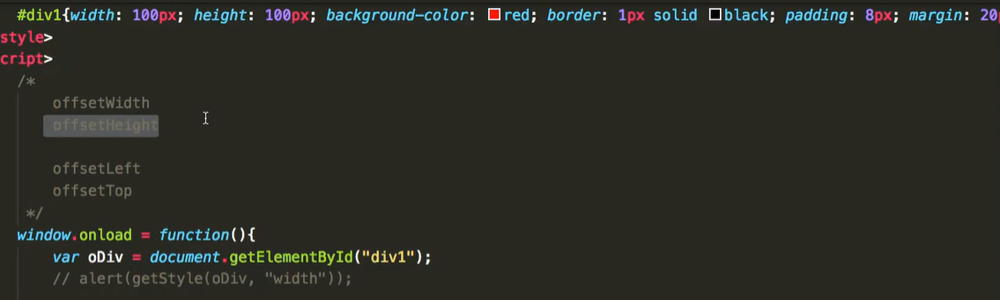 #div1{width: 100px; height: 100px; background-color: red; border: 1px solid black; padding: 8px; margin: 20
style>
cript>
/*
offsetWidth
offsetHeight
offsetLeft
offsetTop
*/
window.onload = function(){
var oDiv = document.getElementById("div1");
// alert(getStyle(oDiv, "width"));